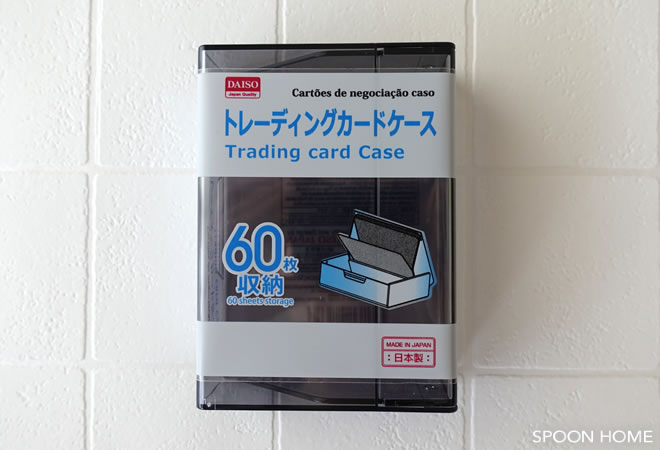 DAISO
Japan Quality
Cartões de negociação caso
トレーディングカードケース
Trading card Case
60枚
収納
60 sheets storage
MADE IN JAPAN
:日本製:
SPOON HOME